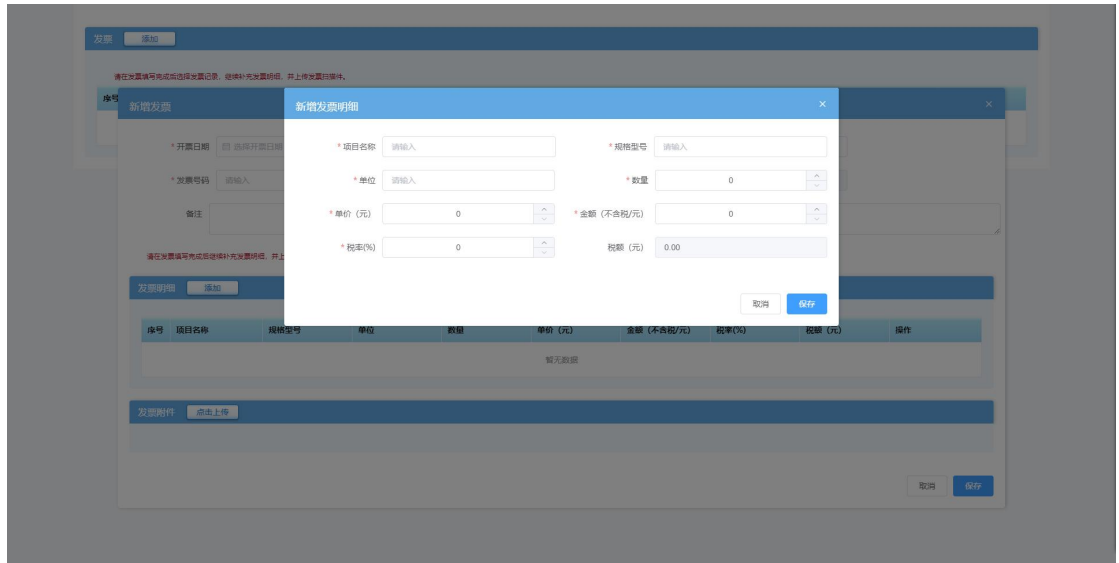 发票 添加
请在发票填写完成后选择发票记录，继续补充发票明细，并上传发票扫描件。
序号
新增发票 ×
* 开票日期 选择开票日期
* 发票号码 请输入
备注
请在发票填写完成后继续补充发票明细，并上
新增发票明细 ×
* 项目名称 请输入 * 规格型号 请输入
* 单位 请输入 * 数量 0
* 单价（元） 0 * 金额（不含税/元） 0
* 税率(%) 0 税额（元） 0.00
取消 保存
发票明细 添加
序号 项目名称 规格型号 单位 数量 单价（元） 金额（不含税/元） 税率(%) 税额（元） 操作
暂无数据
发票附件 点击上传
取消 保存